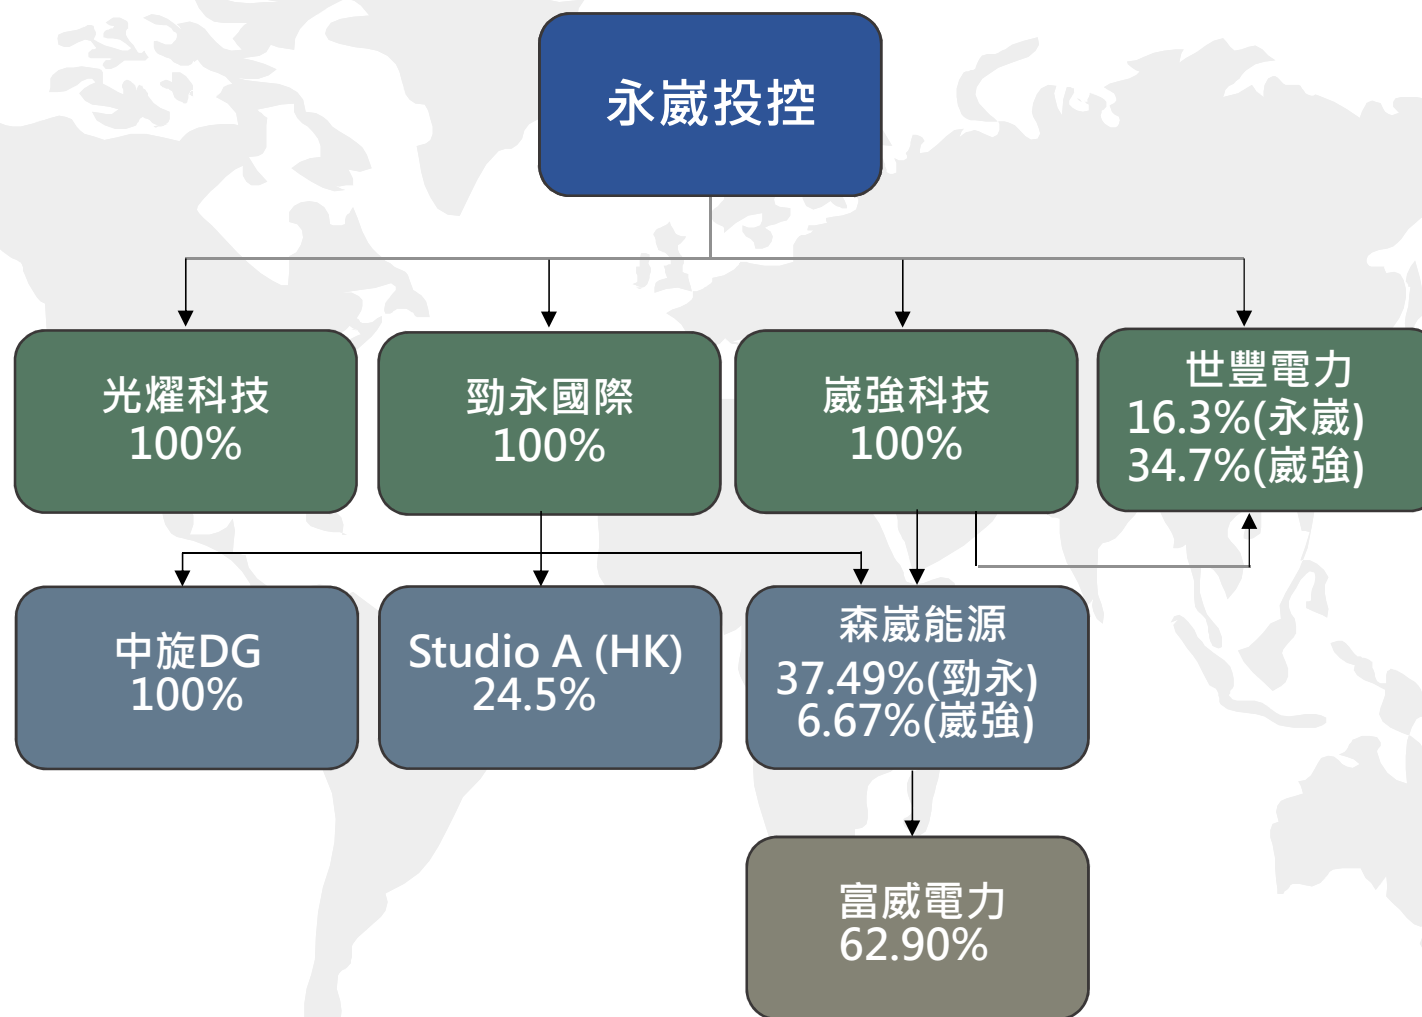 永崴投控
光燿科技
100%
勁永國際
100%
崴強科技
100%
世豐電力
16.3%(永崴)
34.7%(崴強)
中旋DG
100%
Studio A (HK)
24.5%
森崴能源
37.49%(勁永)
6.67%(崴強)
富威電力
62.90%